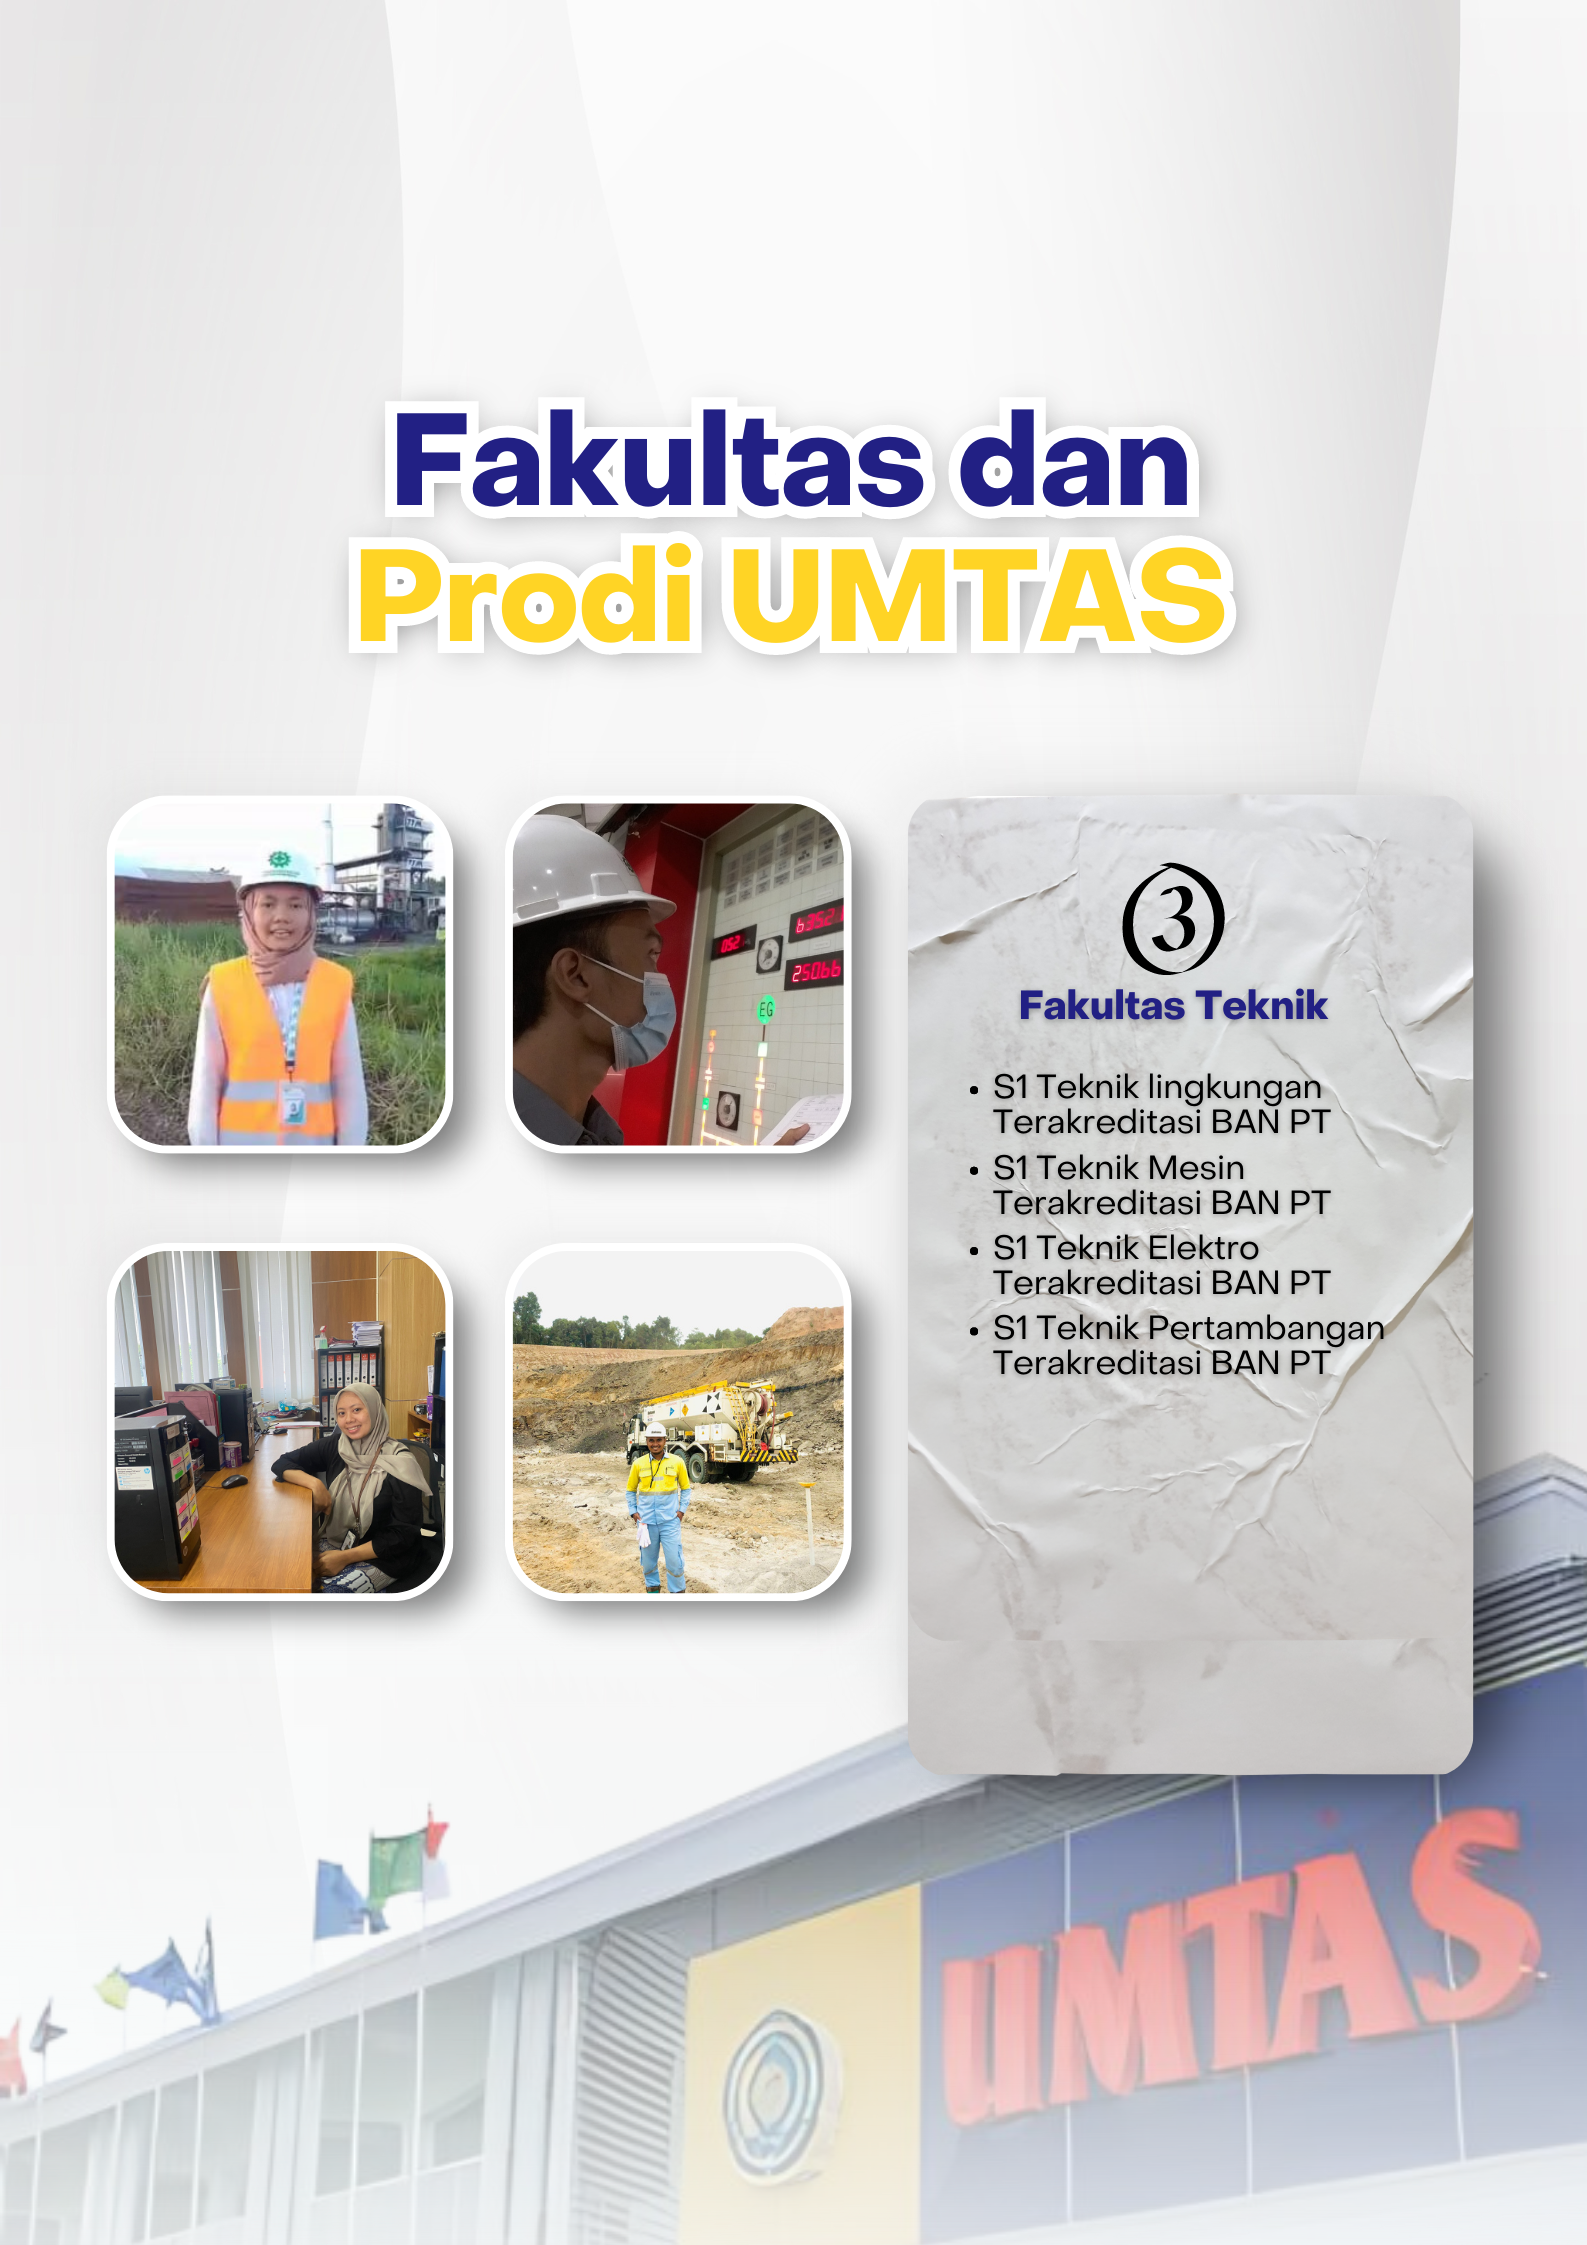 Fakultas dan
Prodi UMTAS
3
Fakultas Teknik
• S1 Teknik lingkungan
Terakreditasi BAN PT
• S1 Teknik Mesin
Terakreditasi BAN PT
• S1 Teknik Elektro
Terakreditasi BAN PT
• S1 Teknik Pertambangan
Terakreditasi BAN PT
EG
UMTAS